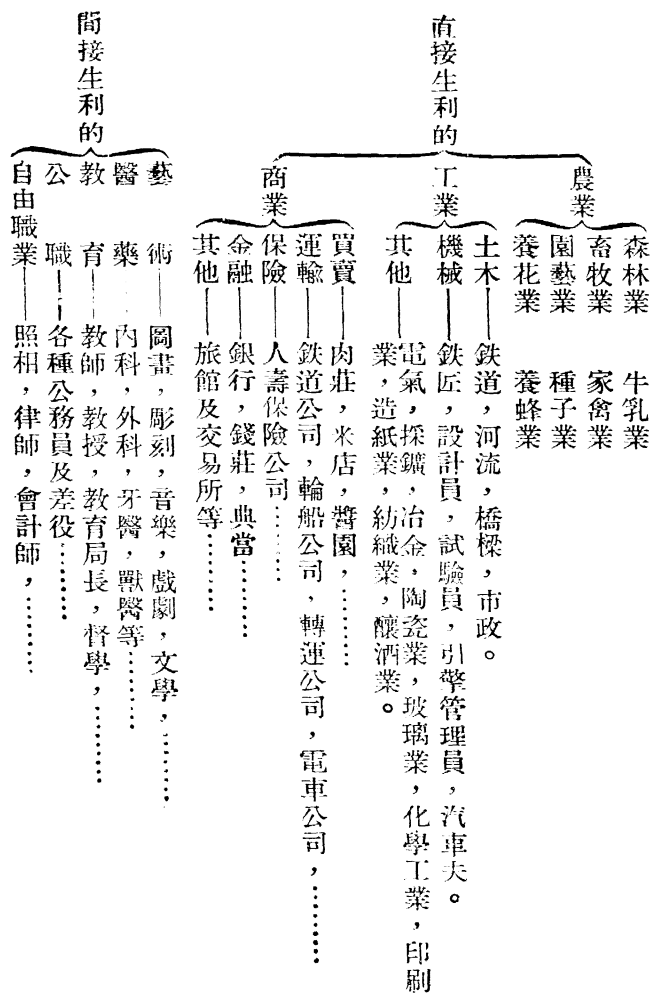 直接生利的
農業
森林業 牛乳業
畜牧業 家禽業
園藝業 種子業
養花業 養蜂業
工業
土木——鉄道，河流，橋樑，市政。
機械——鉄匠，設計員，試驗員，引擎管理員，汽車夫。
其他——電氣，採鑛，冶金，陶瓷業，玻璃業，化學工業，印刷
業，造紙業，紡織業，釀酒業。
商業
買賣——肉莊，米店，醬園，………
運輸——鉄道公司，輪船公司，轉運公司，電車公司，………
保險——人壽保險公司………
金融——銀行，錢莊，典當………
其他——旅館及交易所等………
間接生利的
藝術——圖畫，彫刻，音樂，戲劇，文學，………
醫藥——內科，外科，牙醫，獸醫等………
教育——教師，教授，教育局長，督學，………
公職——各種公務員及差役………
自由職業——照相，律師，會計師，………